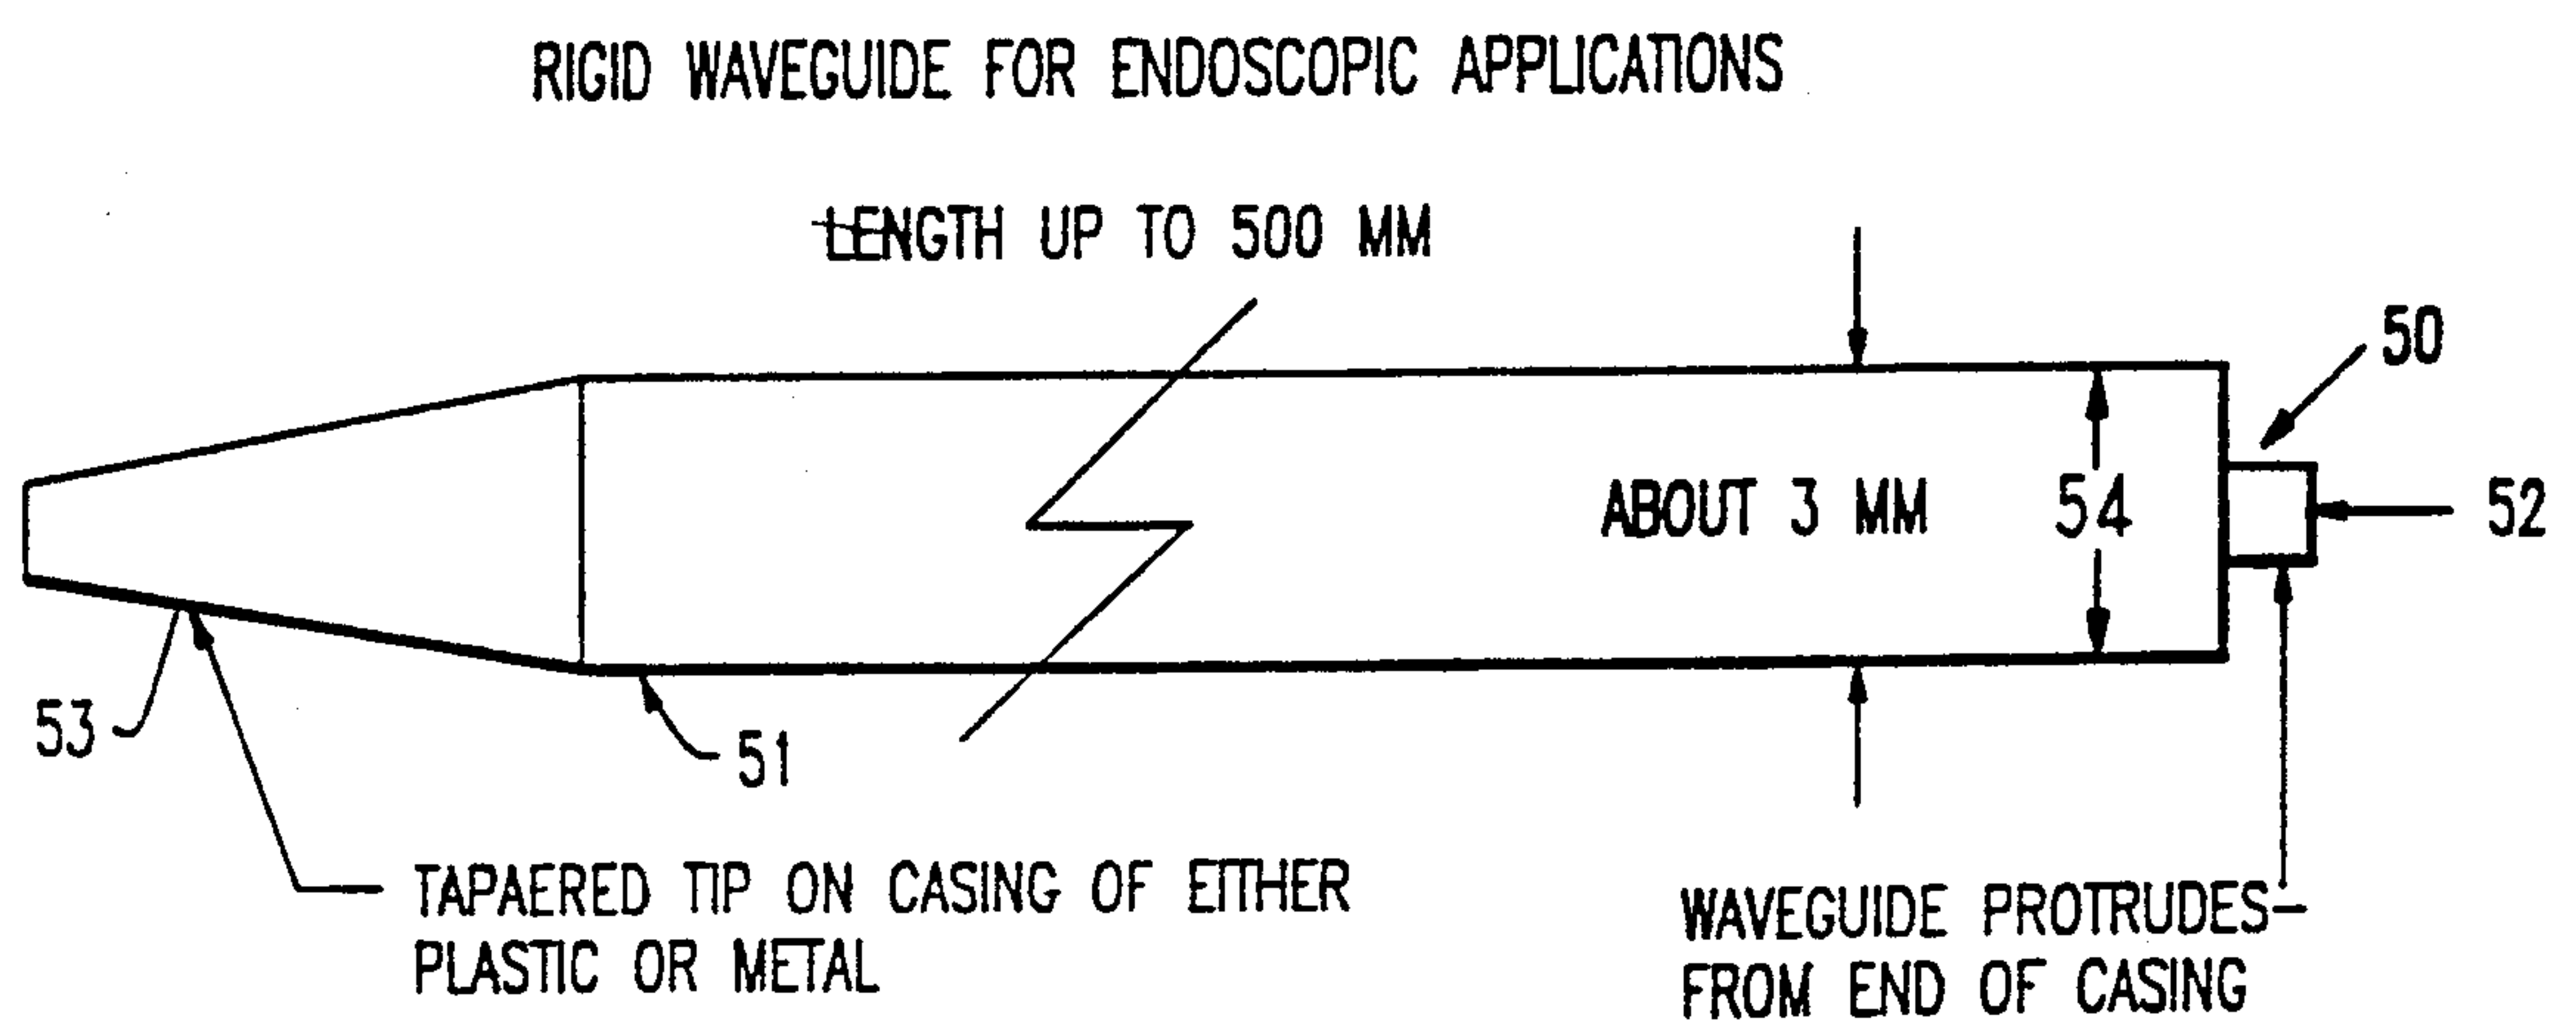 RIGID WAVEGUIDE FOR ENDOSCOPIC APPLICATIONS
LENGTH UP TO 500 MM
50
ABOUT 3 MM
54
52
53
51
TAPAERED TIP ON CASING OF EITHER
PLASTIC OR METAL
WAVEGUIDE PROTRUDES
FROM END OF CASING